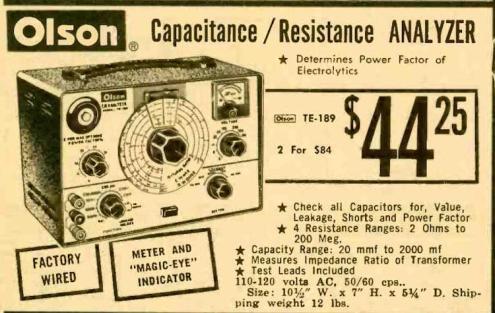 Olson ® Capacitance / Resistance ANALYZER
★ Determines Power Factor of
Electrolytics
Olson TE-189
2 For $84
$44 25
★ Check all Capacitors for, Value,
Leakage, Shorts and Power Factor
★ 4 Resistance Ranges: 2 Ohms to
200 Meg.
★ Capacity Range: 20 mmf to 2000 mf
★ Measures Impedance Ratio of Transformer
★ Test Leads Included
110-120 volts AC, 50/60 cps..
Size: 10½" W. x 7" H. x 5¼" D. Ship-
ping weight 12 lbs.
Olson
FACTORY
WIRED
METER AND
"MAGIC-EYE"
INDICATOR